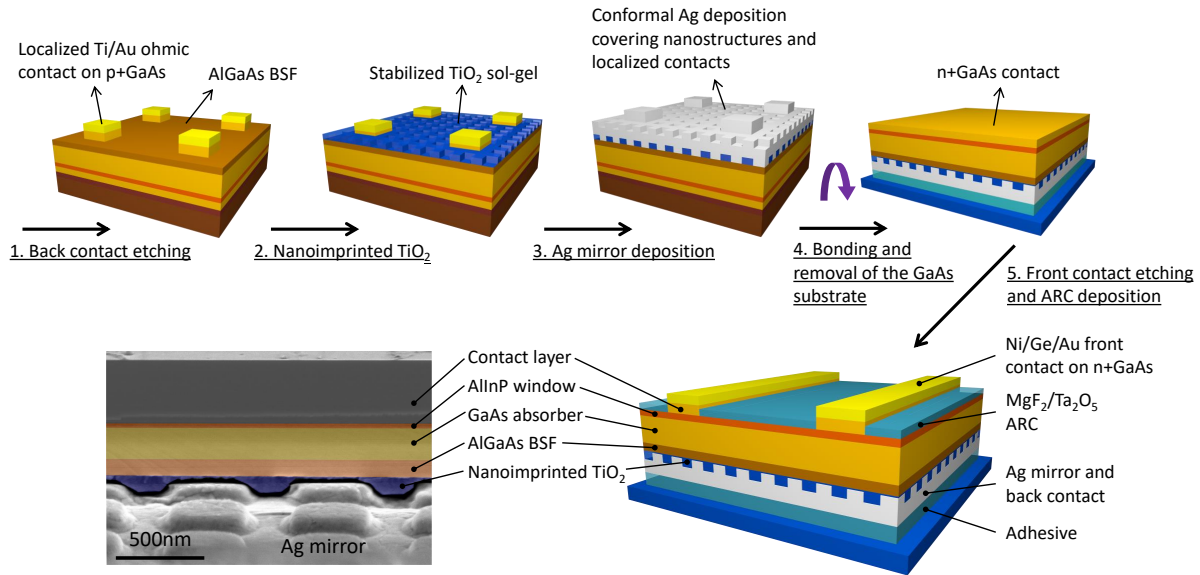 Localized Ti/Au ohmic
contact on p+GaAs
AlGaAs BSF
Stabilized TiO₂ sol-gel
Conformal Ag deposition
covering nanostructures and
localized contacts
n+GaAs contact
1. Back contact etching
2. Nanoimprinted TiO₂
3. Ag mirror deposition
4. Bonding and
removal of the GaAs
substrate
5. Front contact etching
and ARC deposition
Contact layer
AlInP window
GaAs absorber
AlGaAs BSF
Nanoimprinted TiO₂
500nm
Ag mirror
Ni/Ge/Au front
contact on n+GaAs
MgF₂/Ta₂O₅
ARC
Ag mirror and
back contact
Adhesive